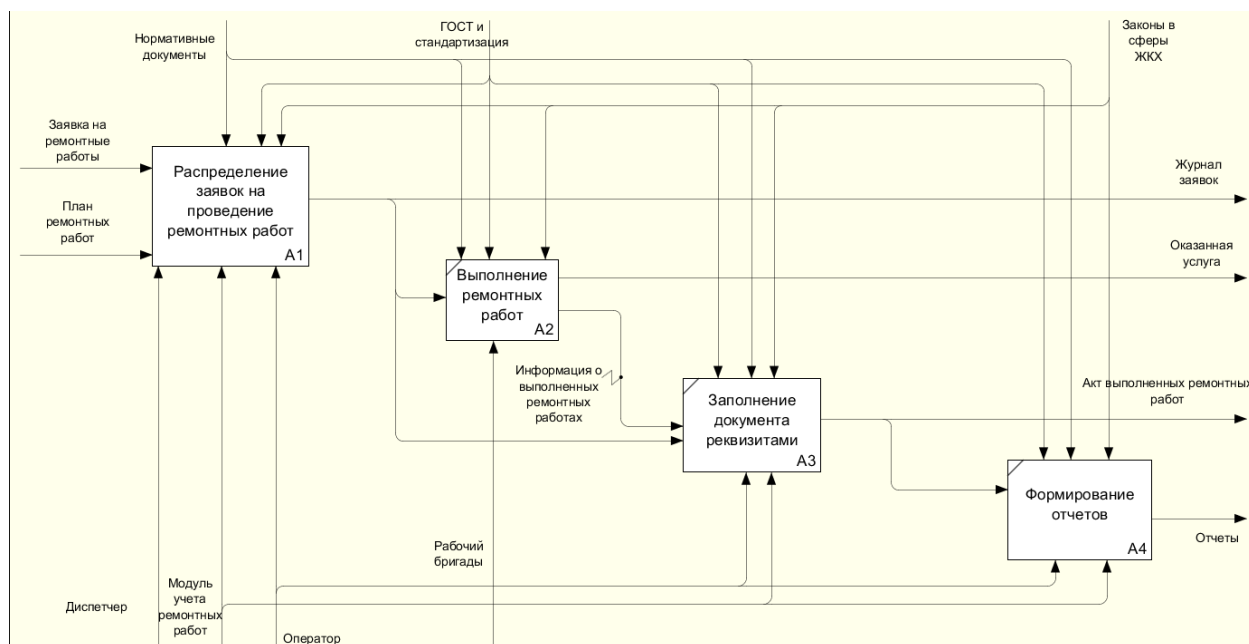 Нормативные
документы
ГОСТ и
стандартизация
Законы в
сферы
ЖКХ
Заявка на
ремонтные
работы
План
ремонтных
работ
Распределение
заявок на
проведение
ремонтных работ
A1
Журнал
заявок
Оказанная
услуга
Выполнение
ремонтных
работ
A2
Информация о
выполненных
ремонтных
работах
Заполнение
документа
реквизитами
A3
Акт выполненных ремонтных
работ
Формирование
отчетов
A4
Отчеты
Рабочий
бригады
Диспетчер
Модуль
учета
ремонтных
работ
Оператор